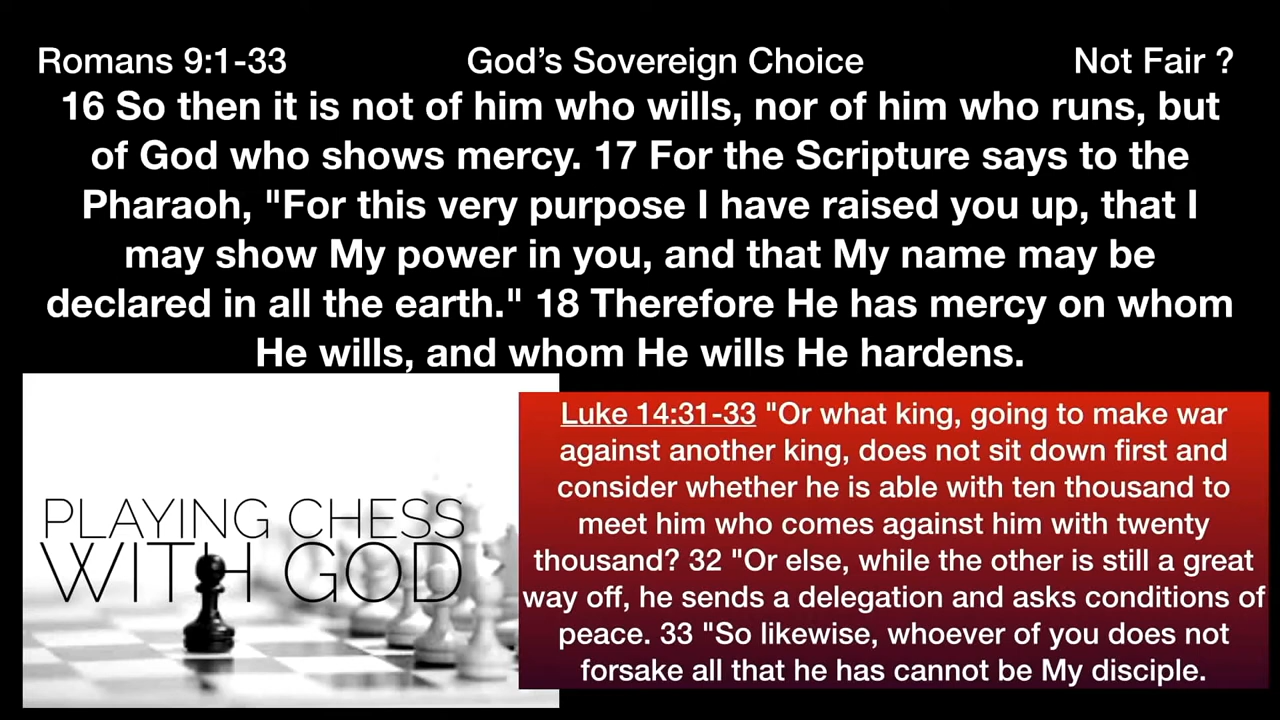 Romans 9:1-33 God’s Sovereign Choice Not Fair ?
16 So then it is not of him who wills, nor of him who runs, but
of God who shows mercy. 17 For the Scripture says to the
Pharaoh, "For this very purpose I have raised you up, that I
may show My power in you, and that My name may be
declared in all the earth." 18 Therefore He has mercy on whom
He wills, and whom He wills He hardens.
PLAYING CHESS
WITH GOD
Luke 14:31-33 "Or what king, going to make war
against another king, does not sit down first and
consider whether he is able with ten thousand to
meet him who comes against him with twenty
thousand? 32 "Or else, while the other is still a great
way off, he sends a delegation and asks conditions of
peace. 33 "So likewise, whoever of you does not
forsake all that he has cannot be My disciple.